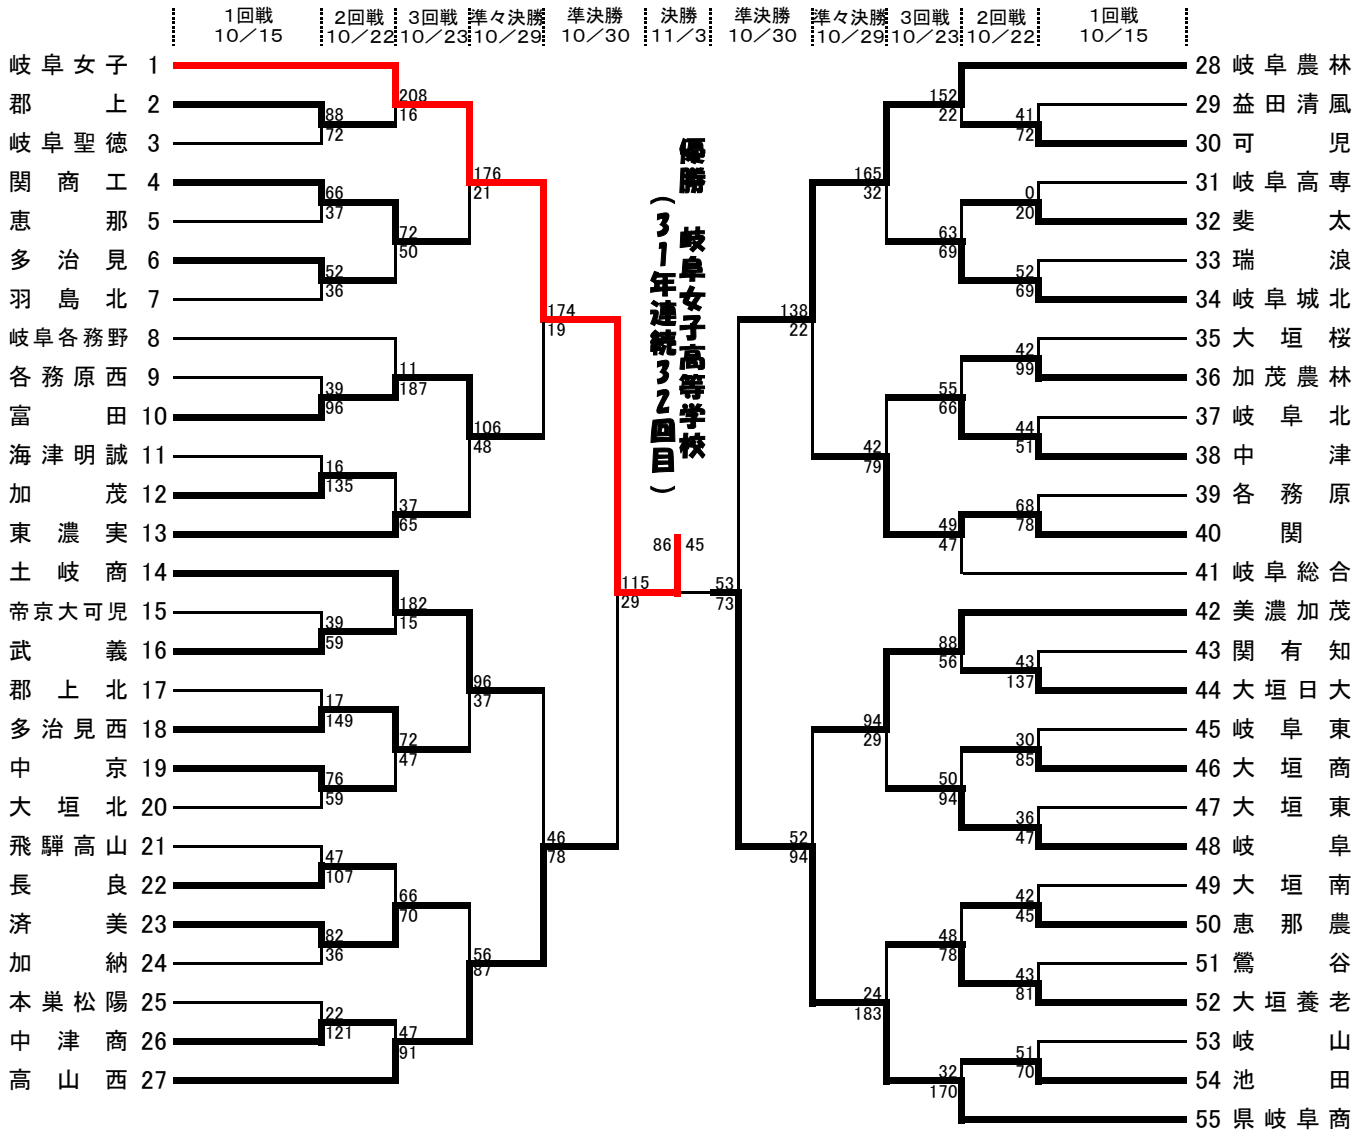 1回戦 2回戦 3回戦 準々決勝 準決勝 決勝 準決勝 準々決勝 3回戦 2回戦 1回戦
10/15 10/22 10/23 10/29 10/30 11/3 10/30 10/29 10/23 10/22 10/15
岐阜女子 1
郡上 2
岐阜聖徳 3
関商工 4
恵那 5
多治見 6
羽島北 7
岐阜各務野 8
各務原西 9
富田 10
海津明誠 11
加茂 12
東濃実 13
土岐商 14
帝京大可児 15
武義 16
郡上北 17
多治見西 18
中京 19
大垣北 20
飛騨高山 21
長良 22
済美 23
加納 24
本巣松陽 25
中津商 26
高山西 27
88
72
66
37
52
36
39
96
16
135
39
59
17
149
76
59
47
107
82
36
22
121
208
16
72
50
11
187
37
65
182
15
72
47
66
70
47
91
176
21
106
48
96
37
56
87
174
19
46
78
115
29
優勝 岐阜女子高等学校
(31年連続32回目)
86 45
53
73
138
22
52
94
165
32
42
79
94
29
24
183
152
22
63
69
55
66
49
47
88
56
50
94
48
78
32
170
41
72
0
20
52
69
42
99
44
51
68
78
43
137
30
85
36
47
42
45
43
81
51
70
28 岐阜農林
29 益田清風
30 可児
31 岐阜高専
32 斐太
33 瑞浪
34 岐阜城北
35 大垣桜
36 加茂農林
37 岐阜北
38 中津
39 各務原
40 関
41 岐阜総合
42 美濃加茂
43 関有知
44 大垣日大
45 岐阜東
46 大垣商
47 大垣東
48 岐阜
49 大垣南
50 恵那農
51 鶯谷
52 大垣養老
53 岐山
54 池田
55 県岐阜商